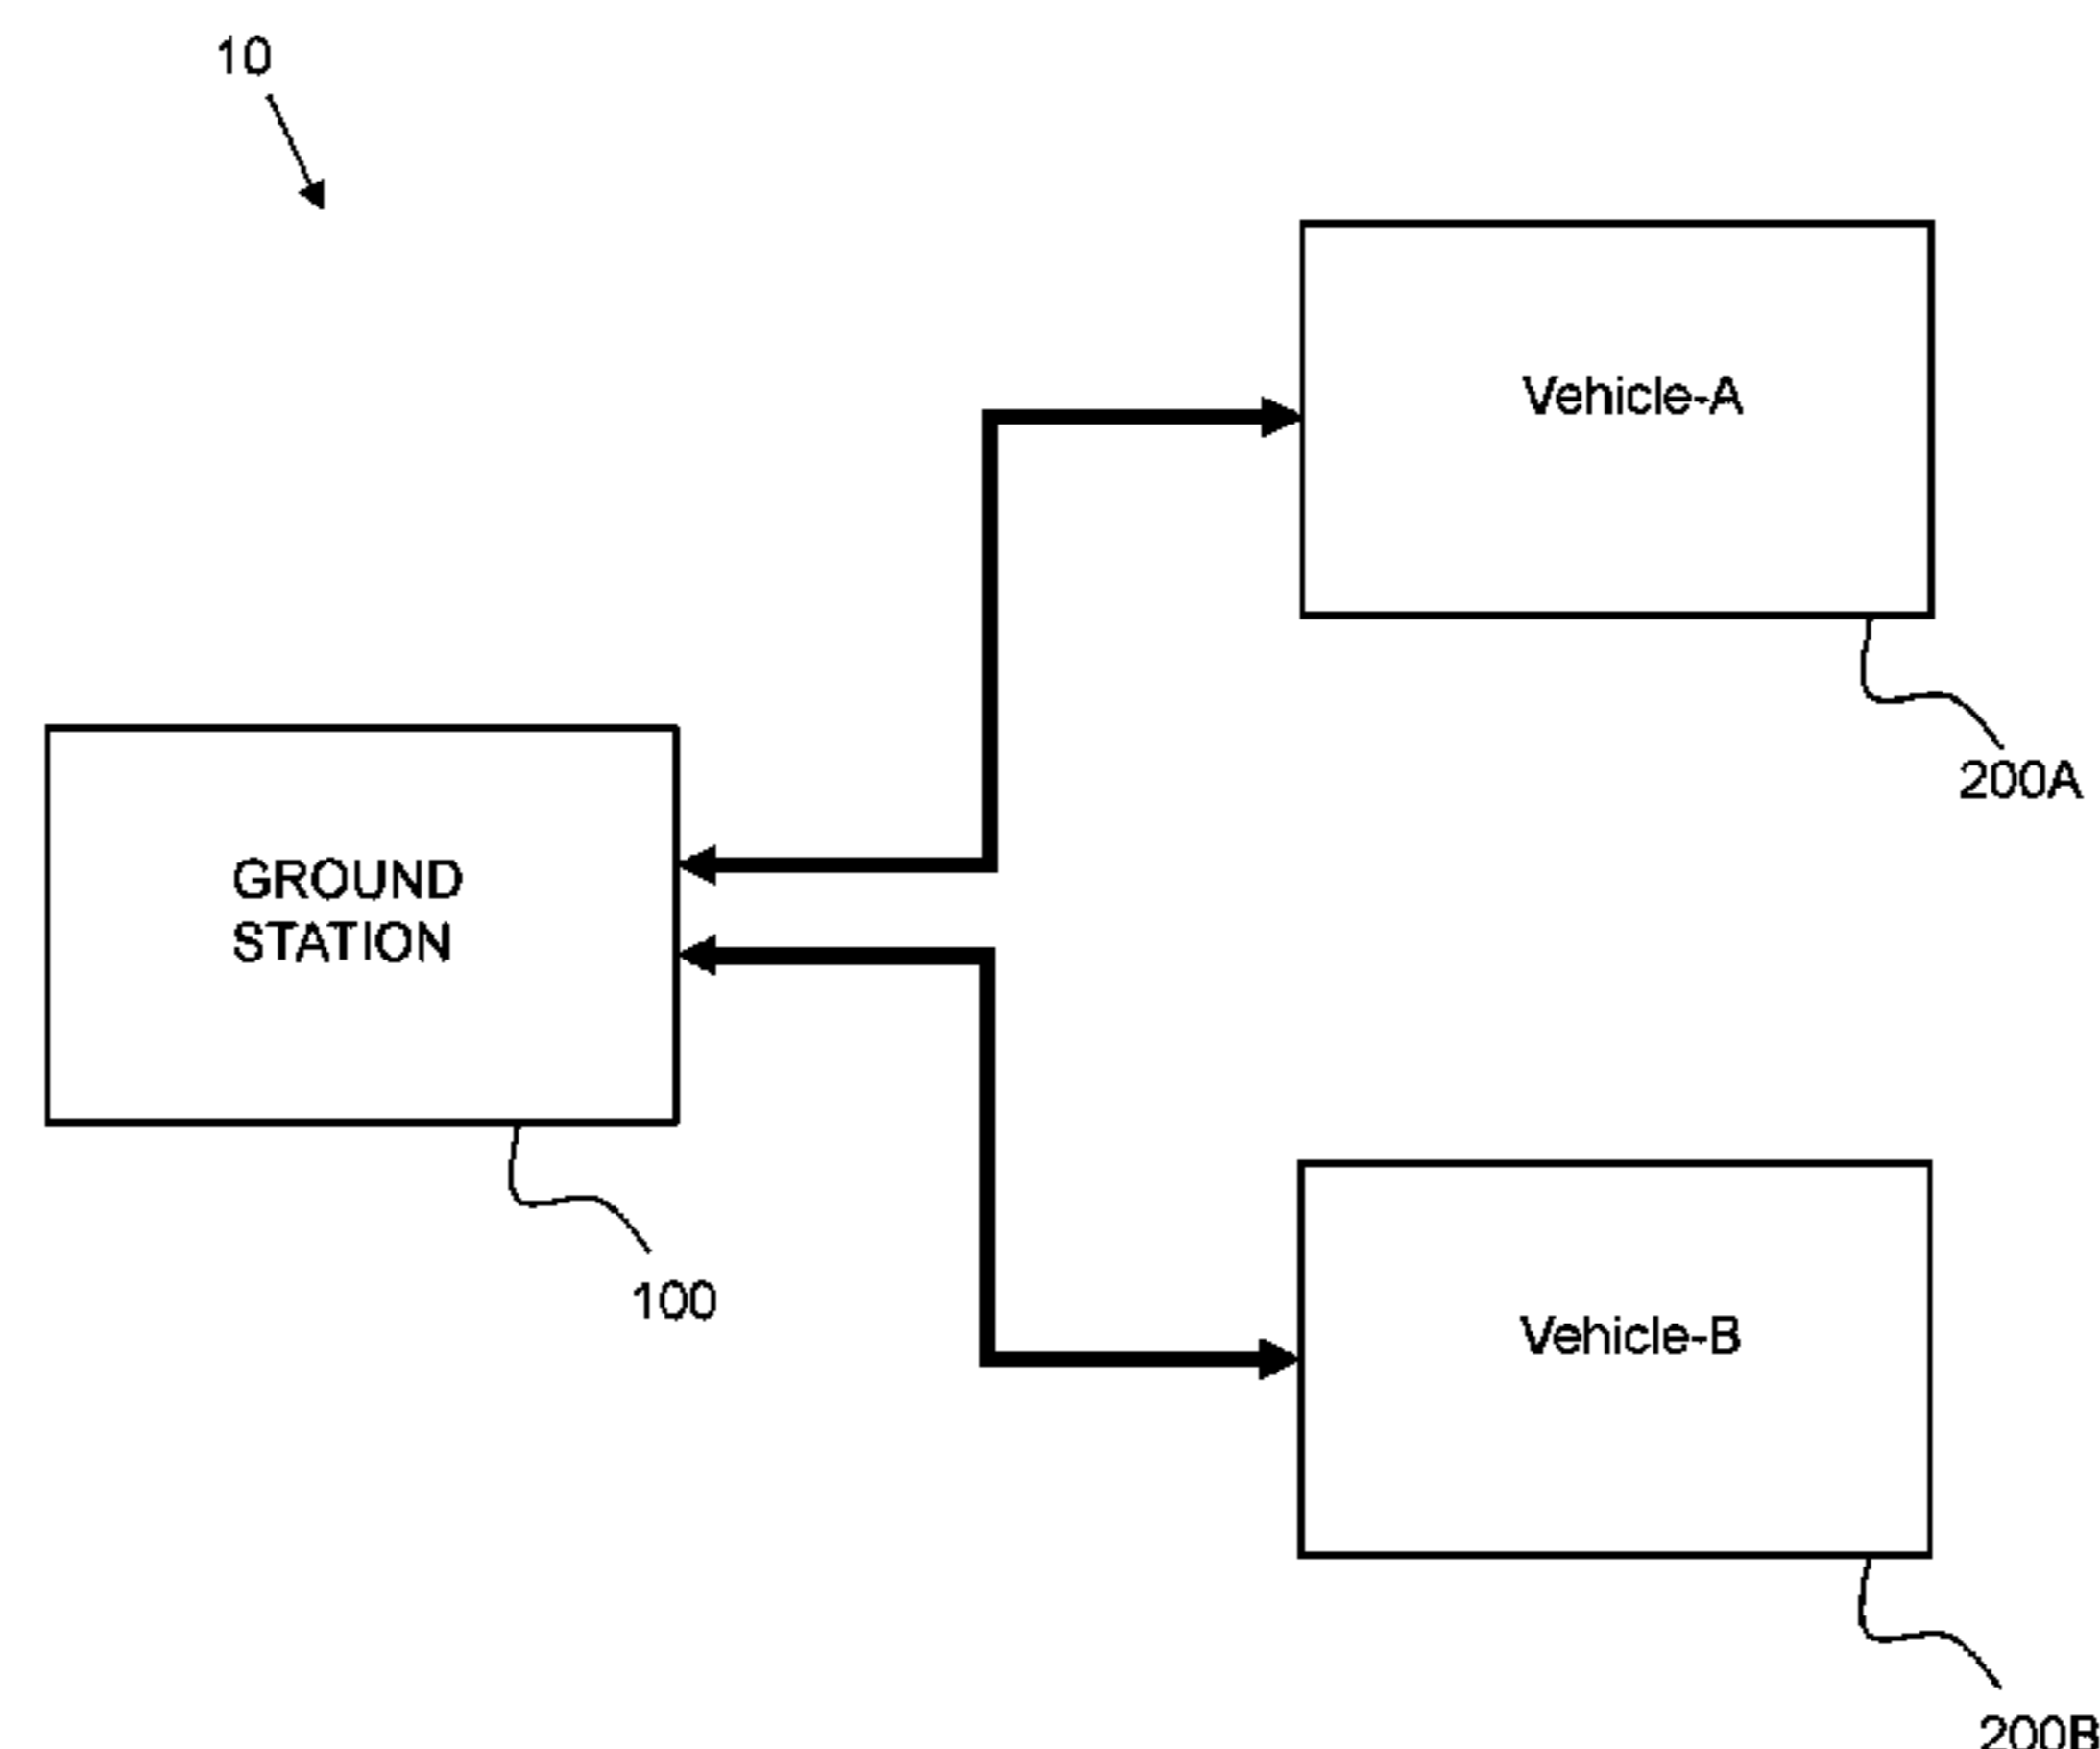 10
Vehicle-A
200A
GROUND
STATION
100
Vehicle-B
200B